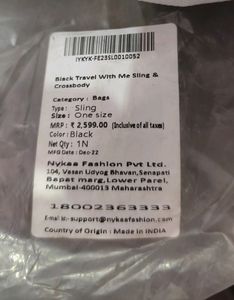 IYKYK-FE23SL0010052
Black Travel With Me Sling &
Crossbody
Category : Bags
Type : Sling
Size : One size
MRP : ₹ 2,599.00 (Inclusive of all taxes)
Color : Black
Net Qty : 1N
MFG Date : Dec-22
Nykaa Fashion Pvt Ltd.
104, Vasan Udyog Bhavan,Senapati
Bapat marg,Lower Parel,
Mumbai-400013 Maharashtra
18002363333
E-mail id:- support@nykaafashion.com
Country of Origin : Made in INDIA